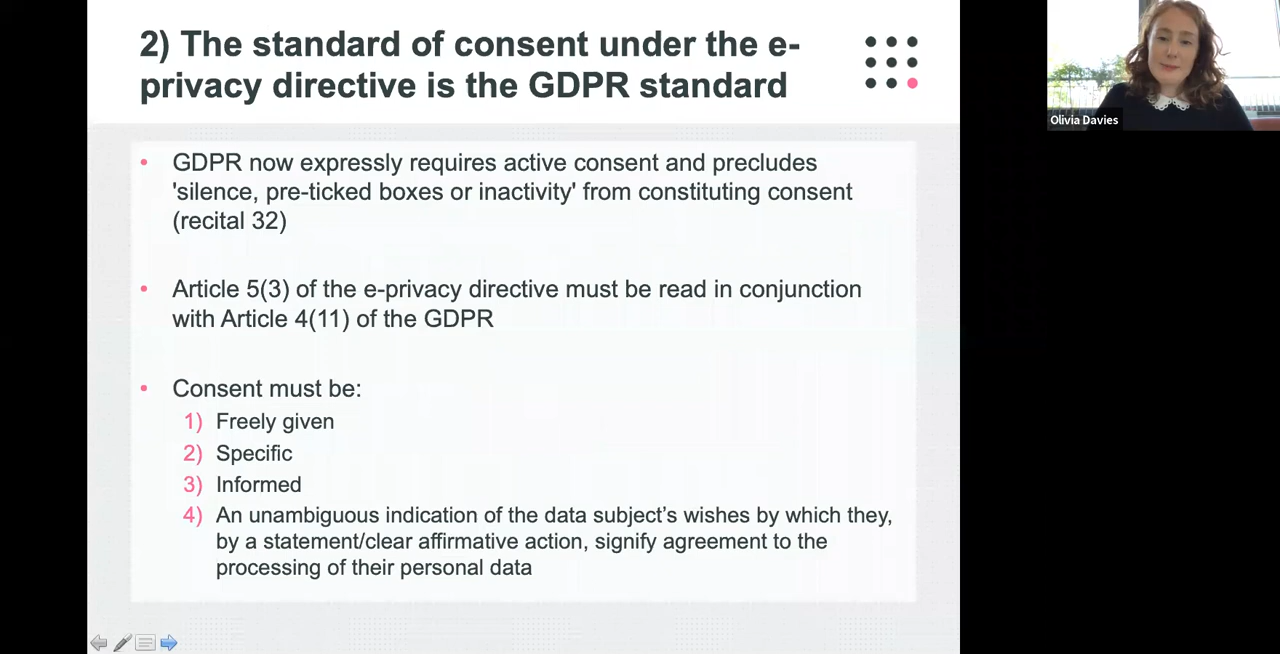 2) The standard of consent under the e-
privacy directive is the GDPR standard
Olivia Davies
• GDPR now expressly requires active consent and precludes
'silence, pre-ticked boxes or inactivity' from constituting consent
(recital 32)
• Article 5(3) of the e-privacy directive must be read in conjunction
with Article 4(11) of the GDPR
• Consent must be:
1) Freely given
2) Specific
3) Informed
4) An unambiguous indication of the data subject’s wishes by which they,
by a statement/clear affirmative action, signify agreement to the
processing of their personal data